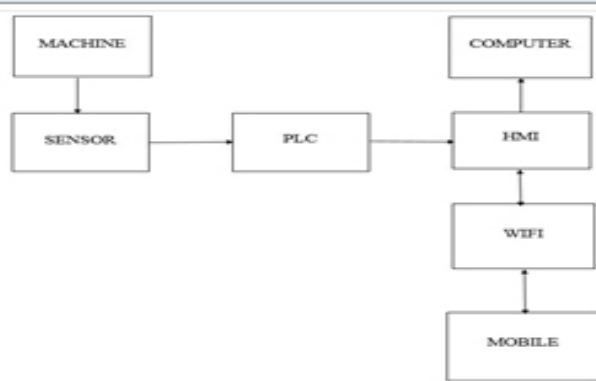 MACHINE
COMPUTER
SENSOR
PLC
HMI
WIFI
MOBILE